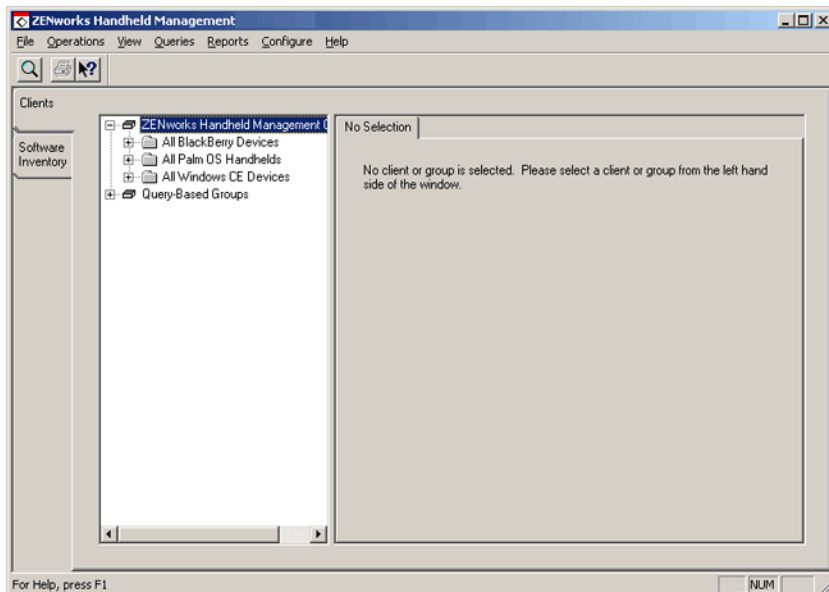 ZENworks Handheld Management
File Operations View Queries Reports Configure Help
Clients
Software
Inventory
ZENworks Handheld Management
All BlackBerry Devices
All Palm OS Handhelds
All Windows CE Devices
Query-Based Groups
No Selection
No client or group is selected. Please select a client or group from the left hand
side of the window.
For Help, press F1
NUM